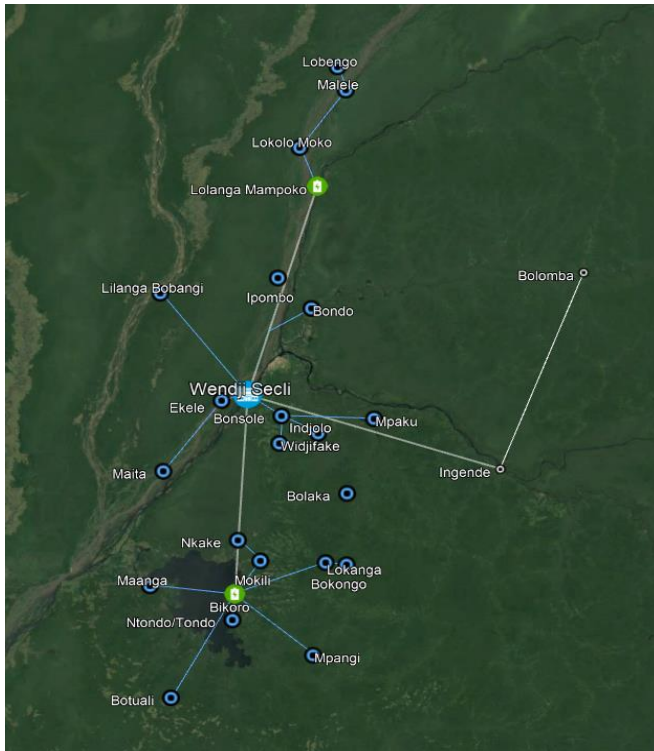 Lobengo
Malele
Lokolo Moko
Lolanga Mampoko
Bolomba
Lilanga Bobangi
Ipombo
Bondo
Wendji Secli
Ekele
Bonsole
Indjolo
Mpaku
Widjifake
Maita
Ingende
Bolaka
Nkake
Lokanga
Maanga
Mokili
Bokongo
Bikoro
Ntondo/Tondo
Mpangi
Botuali